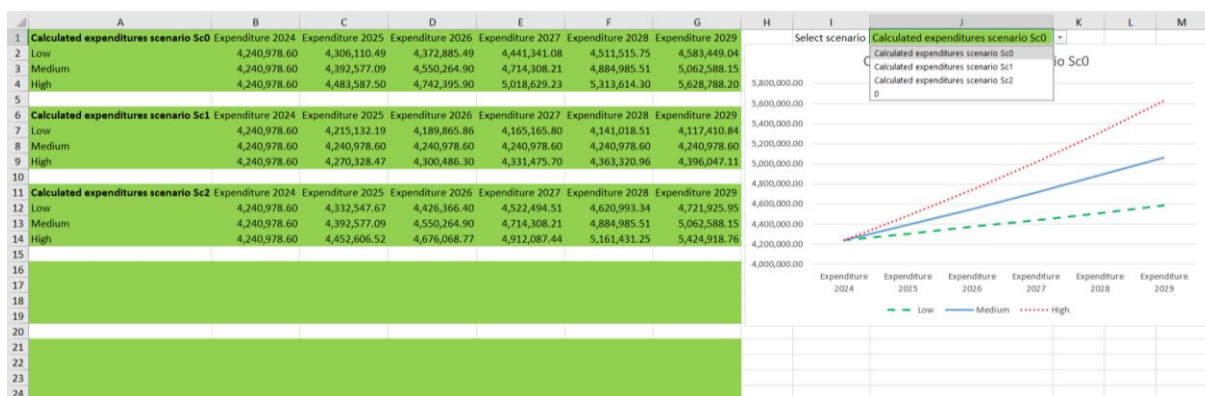 A B C D E F G H I J K L M
1 Calculated expenditures scenario Sc0 Expenditure 2024 Expenditure 2025 Expenditure 2026 Expenditure 2027 Expenditure 2028 Expenditure 2029 Select scenario Calculated expenditures scenario Sc0
2 Low 4,240,978.60 4,306,110.49 4,372,885.49 4,441,341.08 4,511,515.75 4,583,449.04
3 Medium 4,240,978.60 4,392,577.09 4,550,264.90 4,714,308.21 4,884,985.51 5,062,588.15
4 High 4,240,978.60 4,483,587.50 4,742,395.90 5,018,629.23 5,313,614.30 5,628,788.20
5
6 Calculated expenditures scenario Sc1 Expenditure 2024 Expenditure 2025 Expenditure 2026 Expenditure 2027 Expenditure 2028 Expenditure 2029
7 Low 4,240,978.60 4,215,132.19 4,189,865.86 4,165,165.80 4,141,018.51 4,117,410.84
8 Medium 4,240,978.60 4,240,978.60 4,240,978.60 4,240,978.60 4,240,978.60 4,240,978.60
9 High 4,240,978.60 4,270,328.47 4,300,486.30 4,331,475.70 4,363,320.96 4,396,047.11
10
11 Calculated expenditures scenario Sc2 Expenditure 2024 Expenditure 2025 Expenditure 2026 Expenditure 2027 Expenditure 2028 Expenditure 2029
12 Low 4,240,978.60 4,332,547.67 4,426,366.40 4,522,494.51 4,620,993.34 4,721,925.95
13 Medium 4,240,978.60 4,392,577.09 4,550,264.90 4,714,308.21 4,884,985.51 5,062,588.15
14 High 4,240,978.60 4,452,606.52 4,676,068.77 4,912,087.44 5,161,431.25 5,424,918.76
15
16
17
18
19
20
21
22
23
24
Calculated expenditures scenario Sc0
Calculated expenditures scenario Sc1
Calculated expenditures scenario Sc2
0
C
io Sc0
5,800,000.00
5,600,000.00
5,400,000.00
5,200,000.00
5,000,000.00
4,800,000.00
4,600,000.00
4,400,000.00
4,200,000.00
4,000,000.00
Expenditure Expenditure Expenditure Expenditure Expenditure Expenditure
2024 2025 2026 2027 2028 2029
Low Medium High